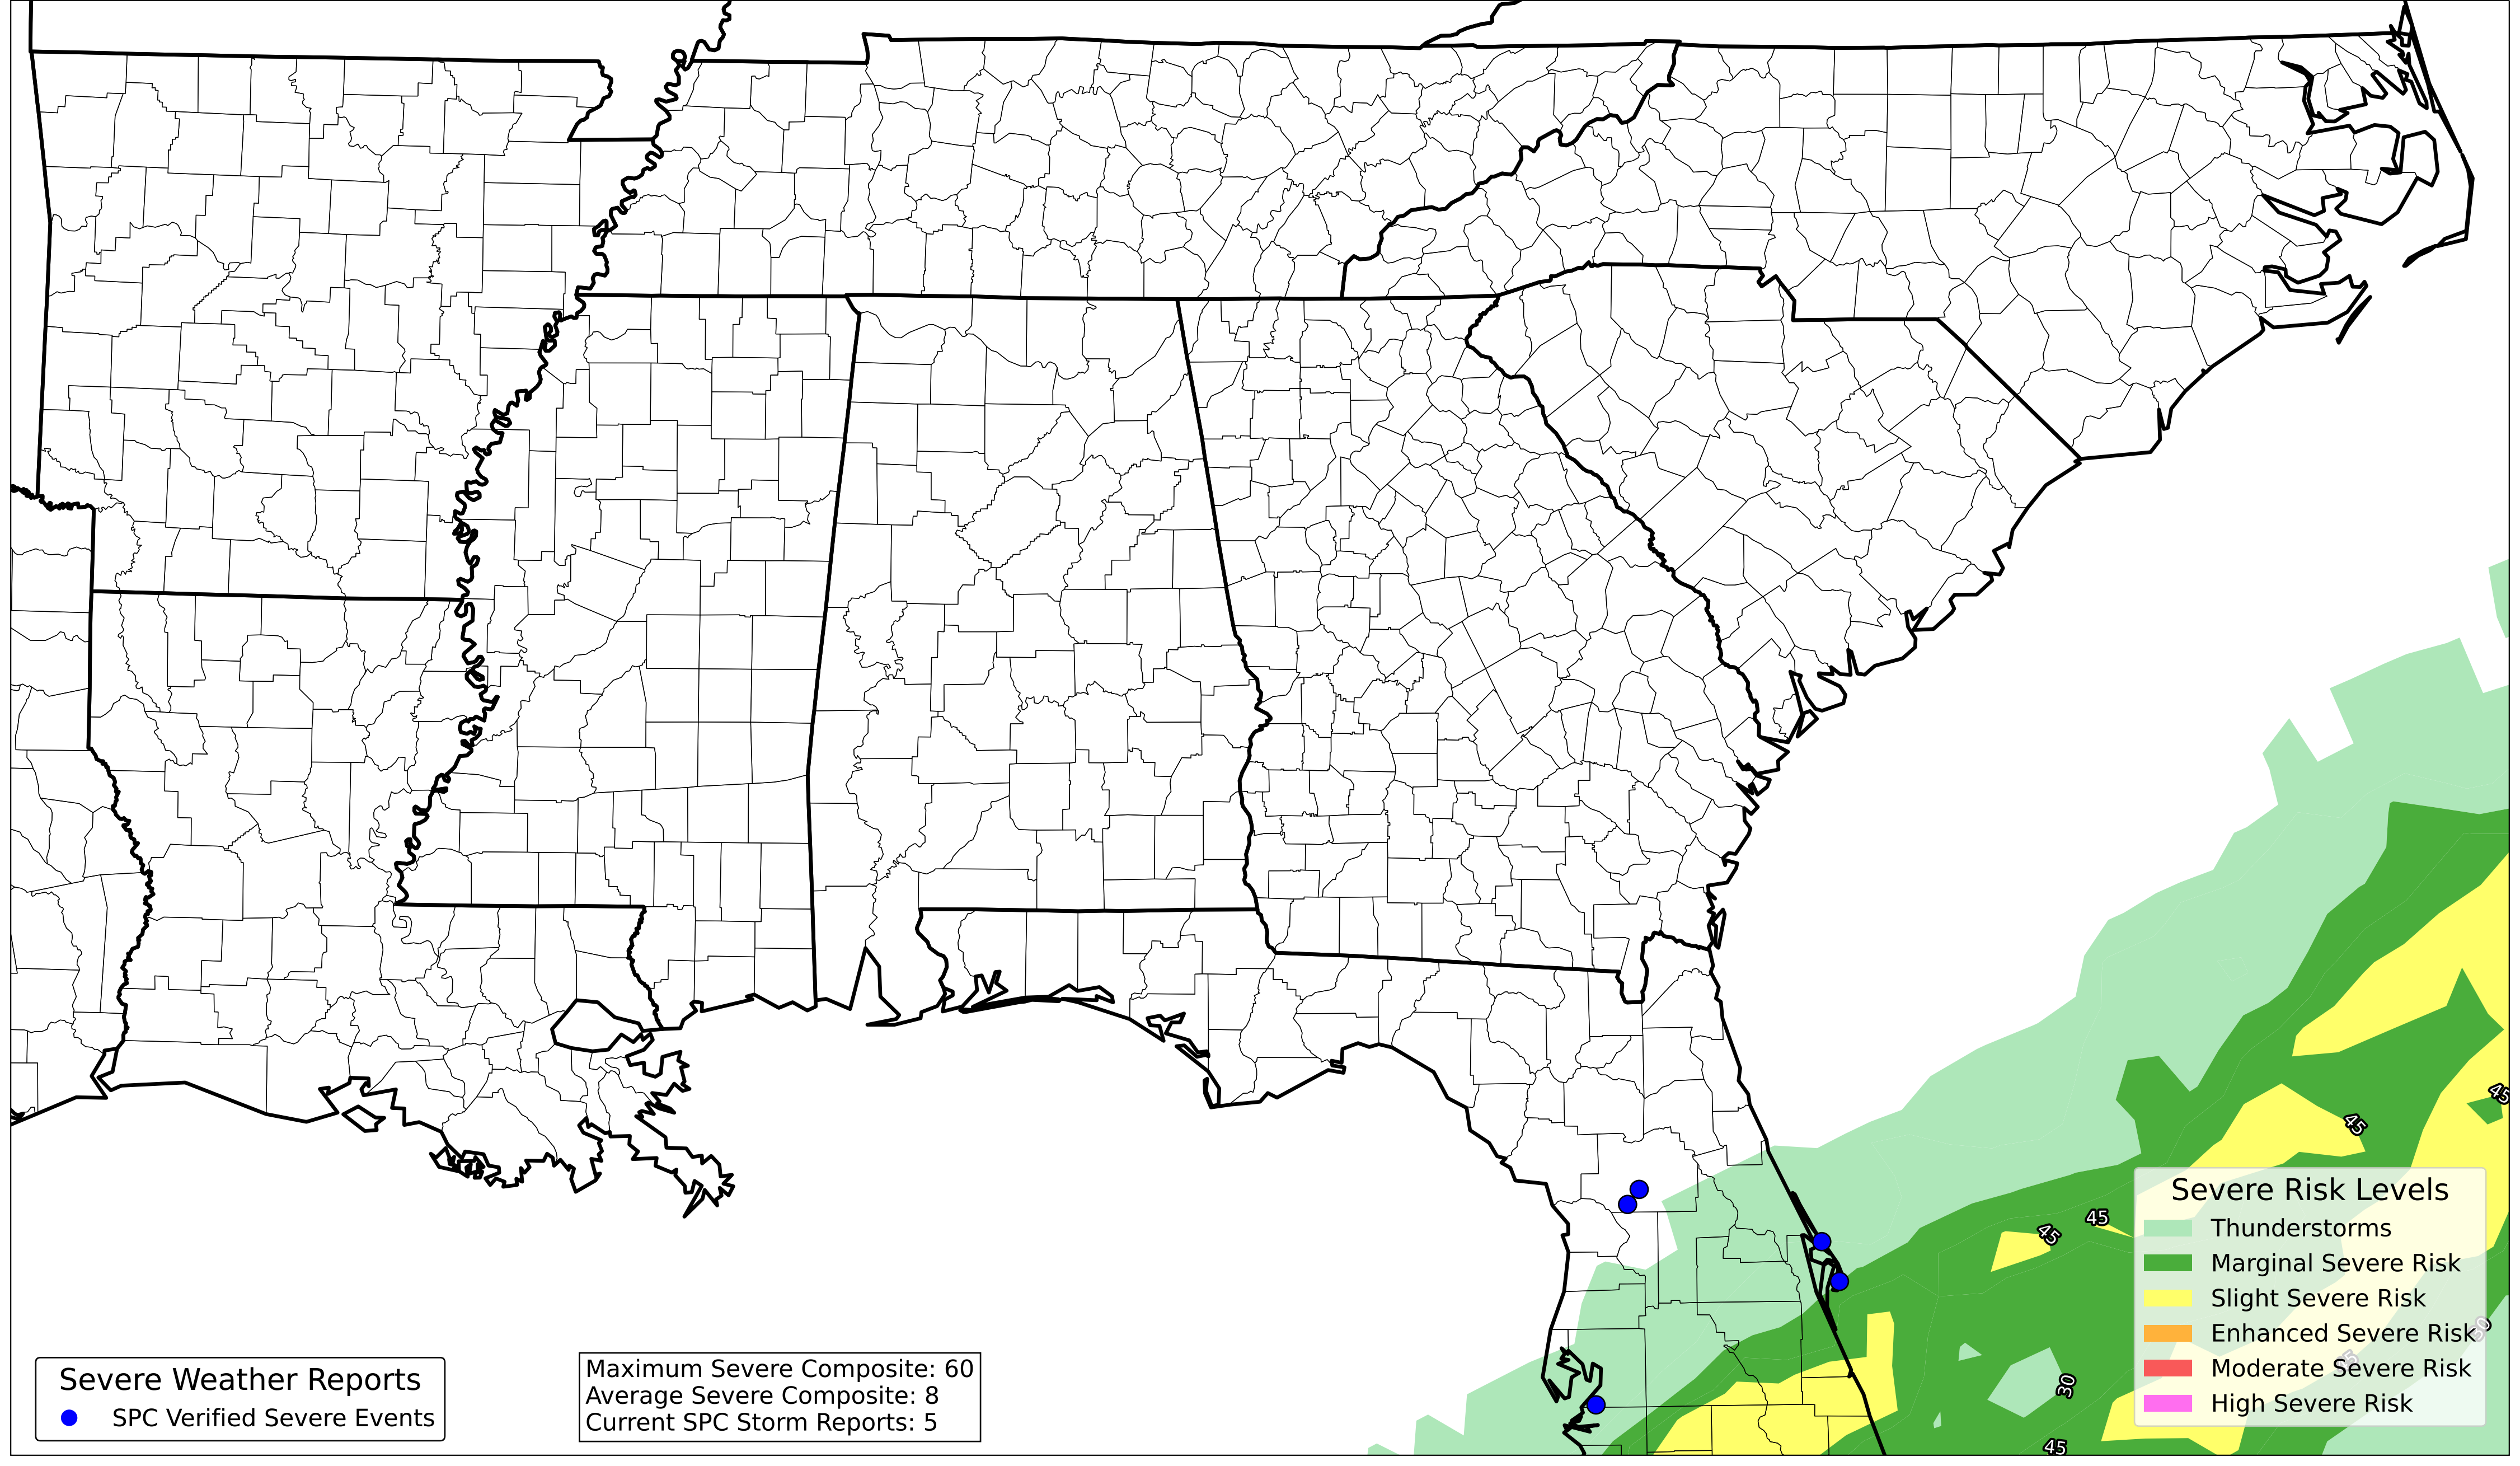 45
45
45
45
Severe Risk Levels
Thunderstorms
Marginal Severe Risk
Slight Severe Risk
Enhanced Severe Risk
Moderate Severe Risk
High Severe Risk
30
30
45
Severe Weather Reports
SPC Verified Severe Events
Maximum Severe Composite: 60
Average Severe Composite: 8
Current SPC Storm Reports: 5